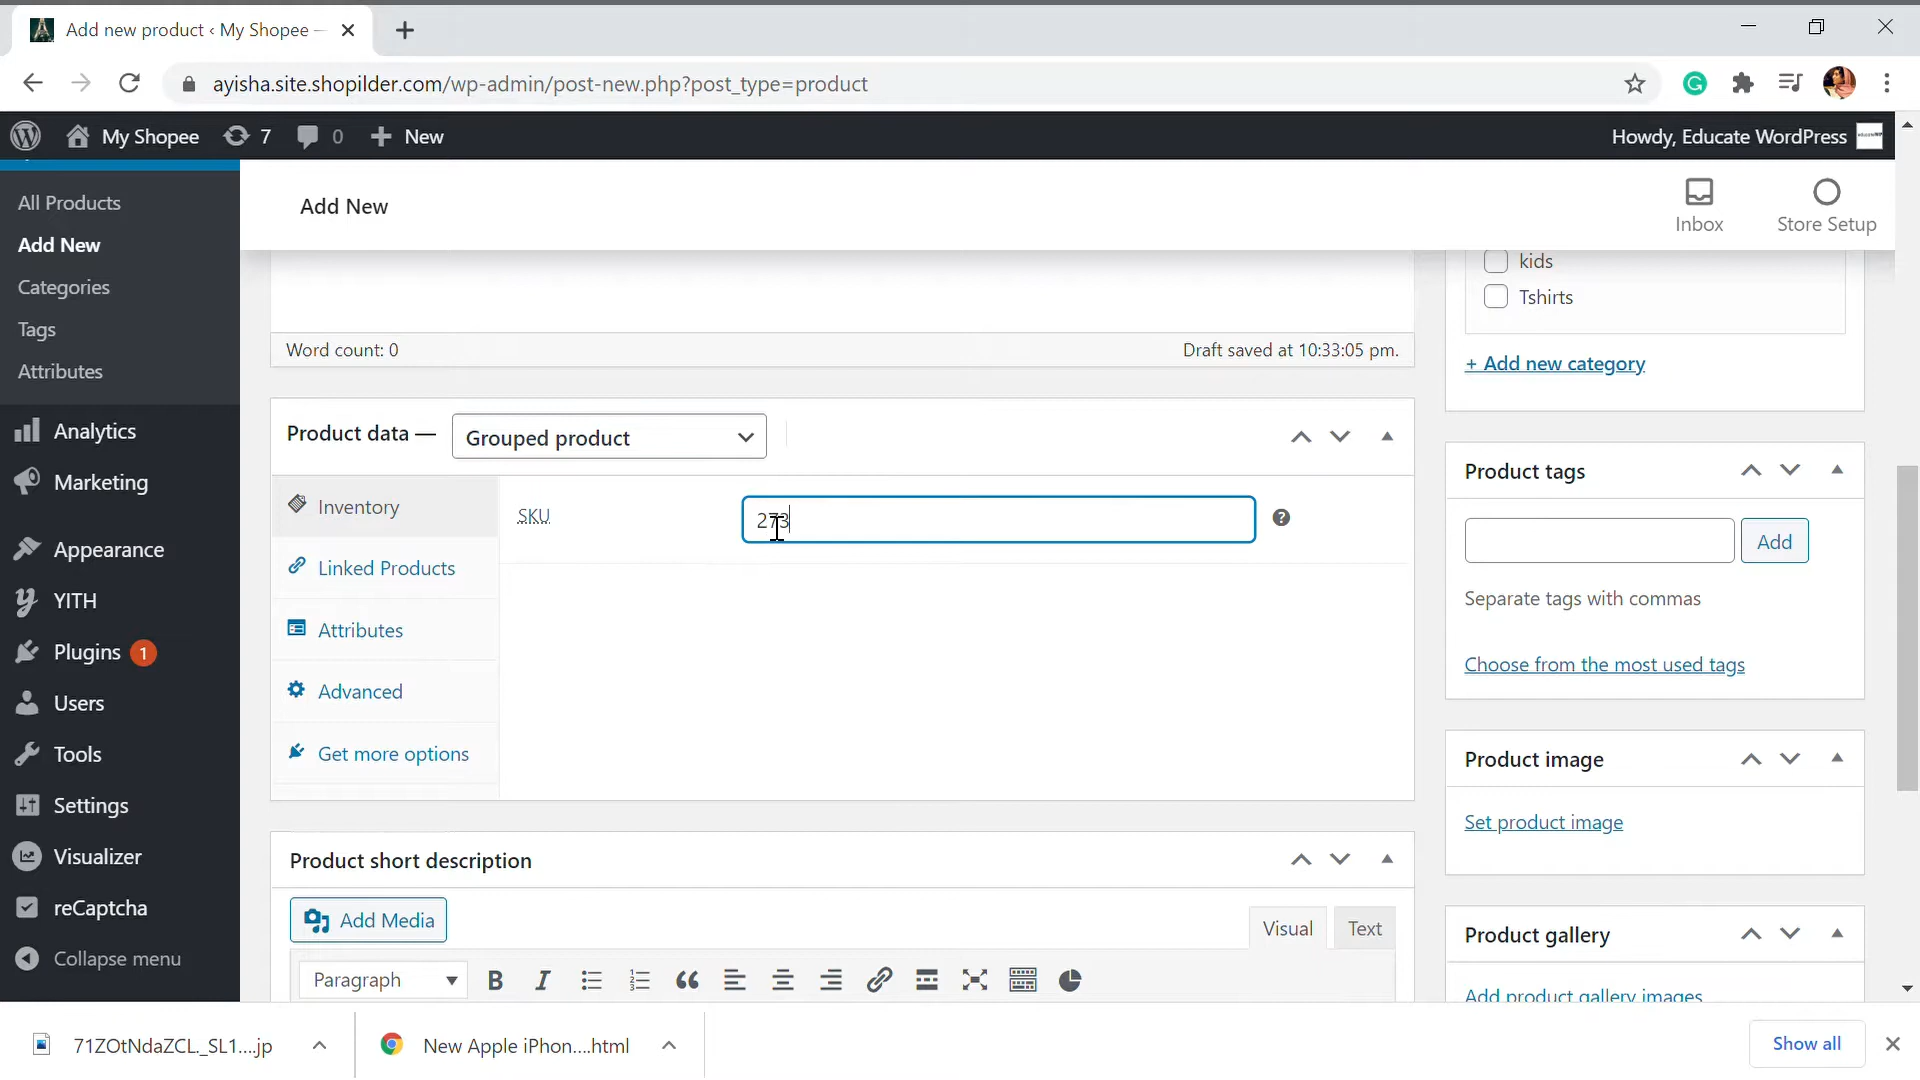 Add new product ‹ My Shopee —
ayisha.site.shopilder.com/wp-admin/post-new.php?post_type=product
My Shopee 7 0 New
Howdy, Educate WordPress
All Products
Add New
Categories
Tags
Attributes
Analytics
Marketing
Appearance
YITH
Plugins 1
Users
Tools
Settings
Visualizer
reCaptcha
Collapse menu
Add New
Inbox
Store Setup
Word count: 0
Draft saved at 10:33:05 pm.
Product data — Grouped product
Inventory
Linked Products
Attributes
Advanced
Get more options
SKU 273
Product short description
Add Media
Visual Text
Paragraph
kids
Tshirts
+ Add new category
Product tags
Add
Separate tags with commas
Choose from the most used tags
Product image
Set product image
Product gallery
Add product gallery images
71ZOtNdaZCL._SL1....jp
New Apple iPhon....html
Show all